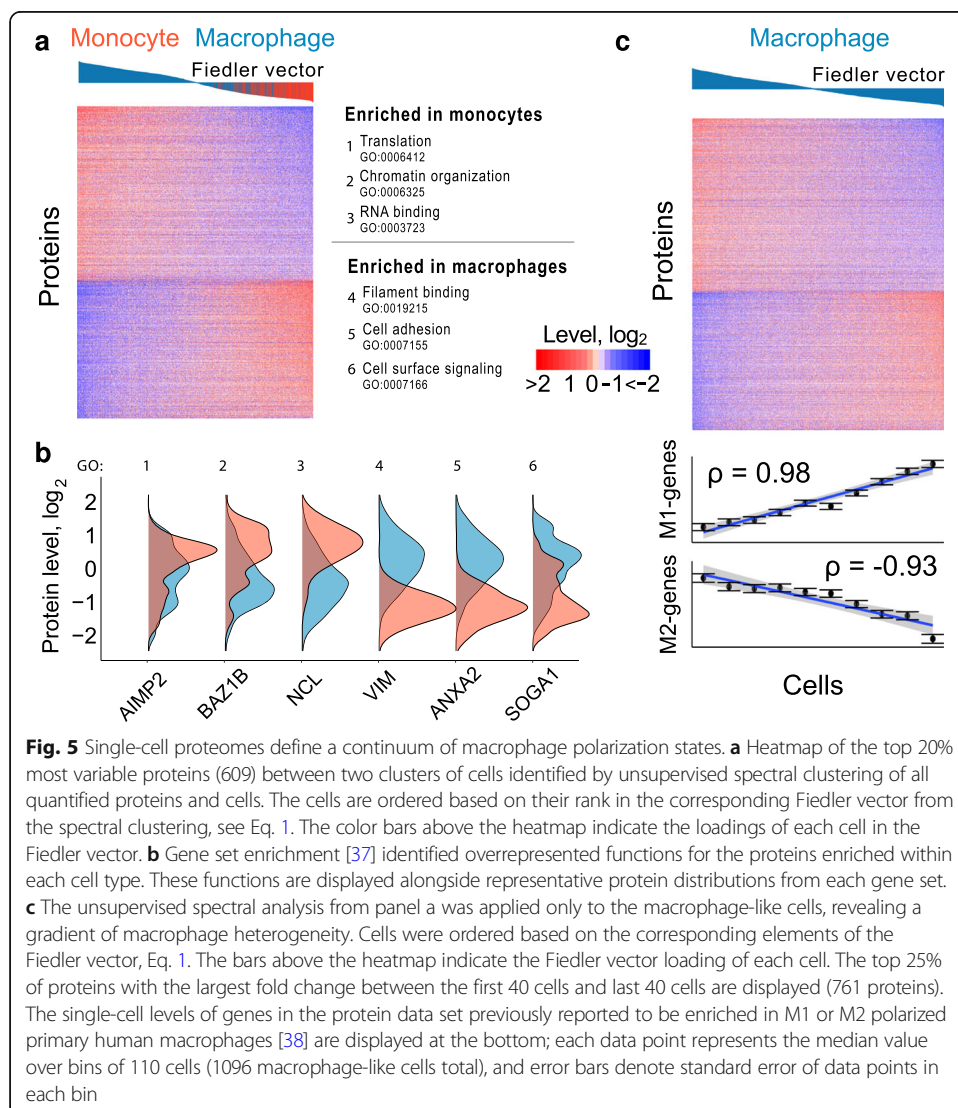 a Monocyte Macrophage
Fiedler vector
Proteins
Enriched in monocytes
1 Translation
GO:0006412
2 Chromatin organization
GO:0006325
3 RNA binding
GO:0003723
Enriched in macrophages
4 Filament binding
GO:0019215
5 Cell adhesion
GO:0007155
6 Cell surface signaling
GO:0007166
Level, log2
>2 1 0 -1 <-2
c Macrophage
Fiedler vector
Proteins
M1-genes
ρ = 0.98
M2-genes
ρ = -0.93
Cells
b GO: 1 2 3 4 5 6
Protein level, log2
2
1
0
−1
−2
AIMP2
BAZ1B
NCL
VIM
ANXA2
SOGA1
Fig. 5 Single-cell proteomes define a continuum of macrophage polarization states. a Heatmap of the top 20%
most variable proteins (609) between two clusters of cells identified by unsupervised spectral clustering of all
quantified proteins and cells. The cells are ordered based on their rank in the corresponding Fiedler vector from
the spectral clustering, see Eq. 1. The color bars above the heatmap indicate the loadings of each cell in the
Fiedler vector. b Gene set enrichment [37] identified overrepresented functions for the proteins enriched within
each cell type. These functions are displayed alongside representative protein distributions from each gene set.
c The unsupervised spectral analysis from panel a was applied only to the macrophage-like cells, revealing a
gradient of macrophage heterogeneity. Cells were ordered based on the corresponding elements of the
Fiedler vector, Eq. 1. The bars above the heatmap indicate the Fiedler vector loading of each cell. The top 25%
of proteins with the largest fold change between the first 40 cells and last 40 cells are displayed (761 proteins).
The single-cell levels of genes in the protein data set previously reported to be enriched in M1 or M2 polarized
primary human macrophages [38] are displayed at the bottom; each data point represents the median value
over bins of 110 cells (1096 macrophage-like cells total), and error bars denote standard error of data points in
each bin